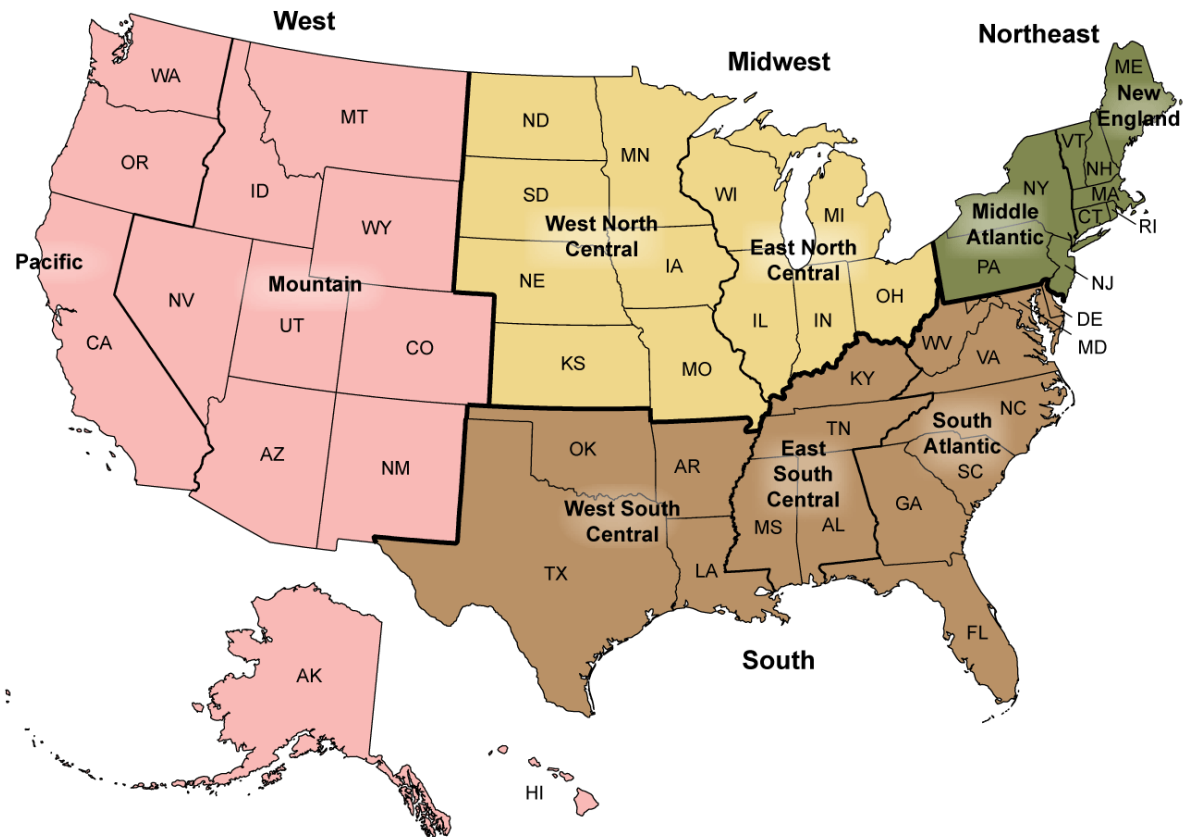 West
Midwest
Northeast
WA
MT
ND
MN
ME
New
England
OR
ID
SD
WI
MI
VT
NH
NY
MA
CT
RI
WY
West North
Central
East North
Central
Middle
Atlantic
Pacific
Mountain
NV
UT
CA
CO
NE
IA
PA
NJ
IL
IN
OH
DE
MD
KS
MO
KY
WV
VA
AZ
NM
OK
AR
TN
NC
South
Atlantic
SC
East
South
Central
West South
Central
MS
AL
GA
TX
LA
FL
South
AK
HI